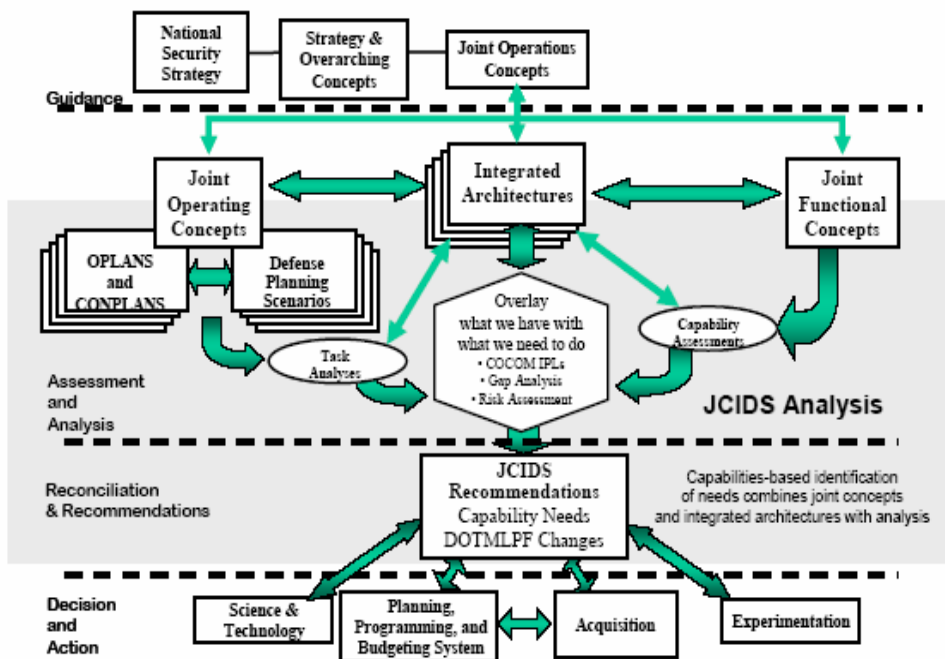 National
Security
Strategy
Strategy &
Overarching
Concepts
Joint Operations
Concepts
Guidance
Joint
Operating
Concepts
Integrated
Architectures
Joint
Functional
Concepts
OPLANS
and
CONPLANS
Defense
Planning
Scenarios
Overlay
what we have with
what we need to do
• COCOM IPLs
• Gap Analysis
• Risk Assessment
Task
Analyses
Capability
Assessments
Assessment
and
Analysis
JCIDS Analysis
Reconciliation
& Recommendations
JCIDS
Recommendations
Capability Needs
DOTMLPF Changes
Capabilities-based identification
of needs combines joint concepts
and integrated architectures with analysis
Decision
and
Action
Science &
Technology
Planning,
Programming, and
Budgeting System
Acquisition
Experimentation